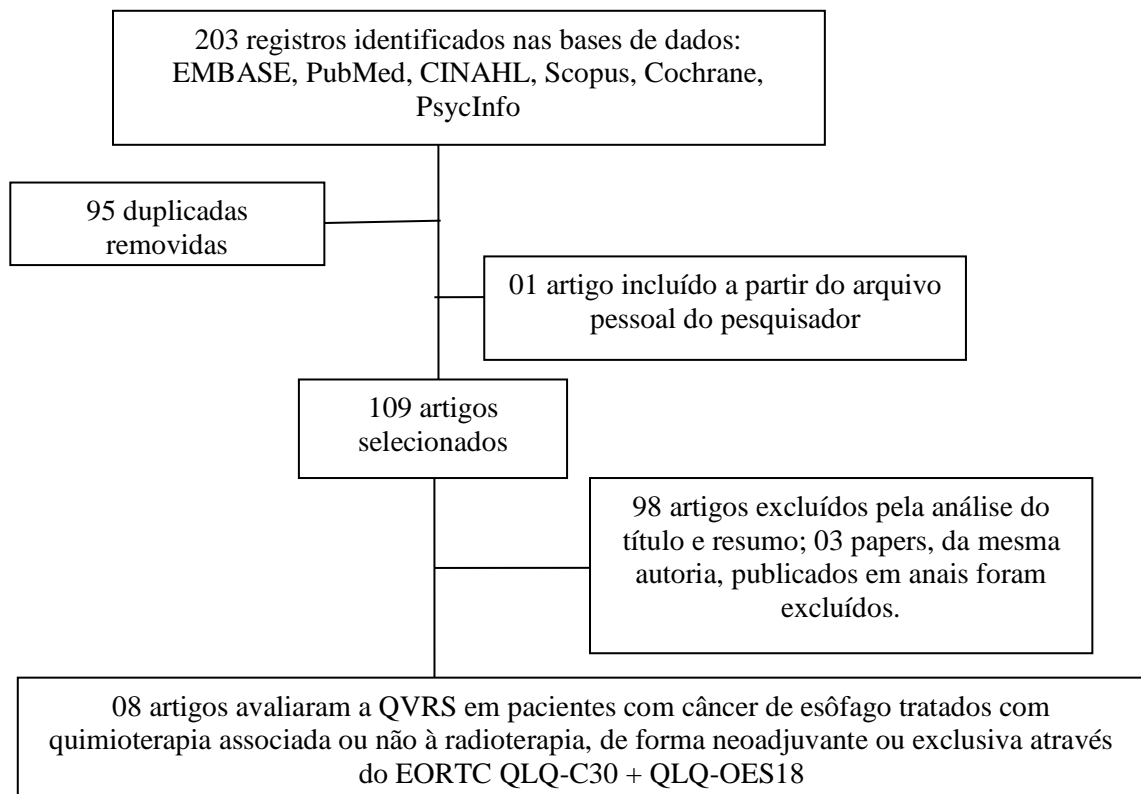 203 registros identificados nas bases de dados:
EMBASE, PubMed, CINAHL, Scopus, Cochrane,
PsycInfo
95 duplicadas
removidas
01 artigo incluído a partir do arquivo
pessoal do pesquisador
109 artigos
selecionados
98 artigos excluídos pela análise do
título e resumo; 03 papers, da mesma
autoria, publicados em anais foram
excluídos.
08 artigos avaliaram a QVRS em pacientes com câncer de esôfago tratados com
quimioterapia associada ou não à radioterapia, de forma neoadjuvante ou exclusiva através
do EORTC QLQ-C30 + QLQ-OES18